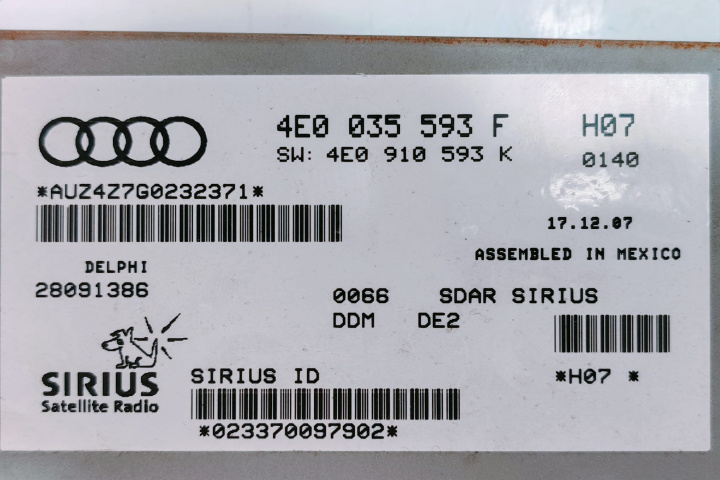 4E0 035 593 F H07
SW: 4E0 910 593 K 0140
*AUZ4Z7G0232371*
17.12.07
ASSEMBLED IN MEXICO
DELPHI
28091386
0066 SDAR SIRIUS
DDM DE2
SIRIUS
Satellite Radio
SIRIUS ID
*H07 *
*023370097902*